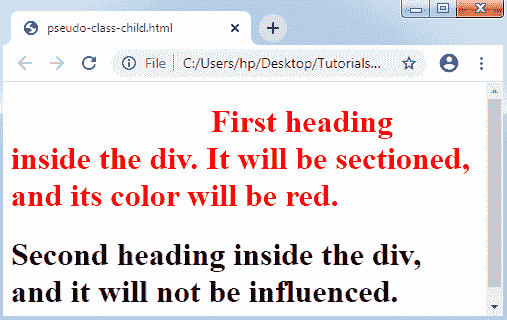 pseudo-class-child.html
File | C:/Users/hp/Desktop/Tutorials...
First heading
inside the div. It will be sectioned,
and its color will be red.
Second heading inside the div,
and it will not be influenced.